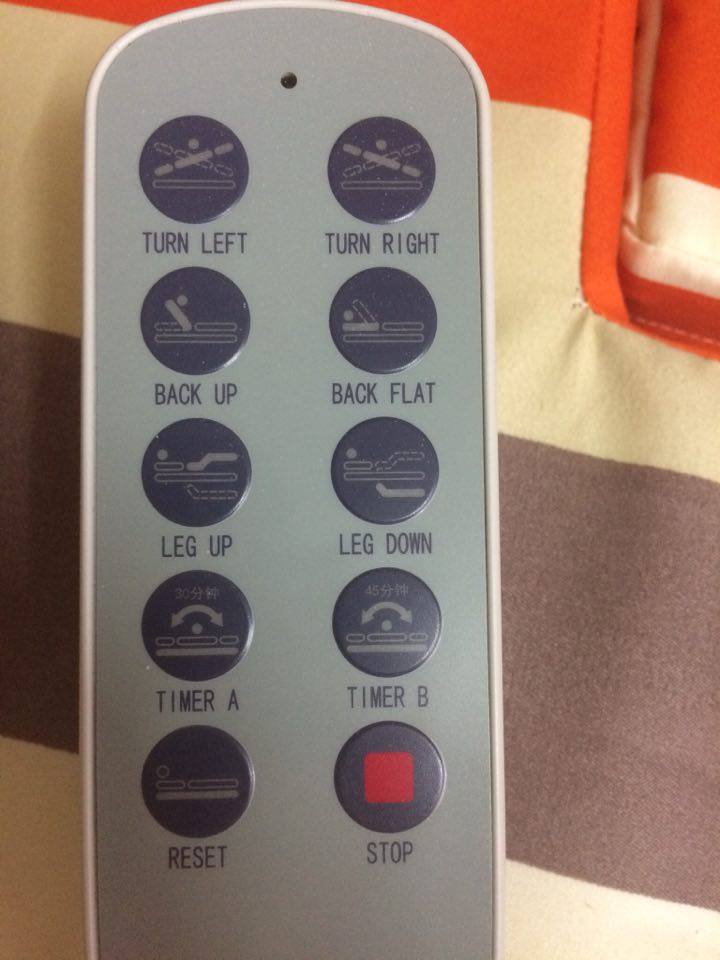 TURN LEFT
TURN RIGHT
BACK UP
BACK FLAT
LEG UP
LEG DOWN
30分钟
45分钟
TIMER A
TIMER B
RESET
STOP